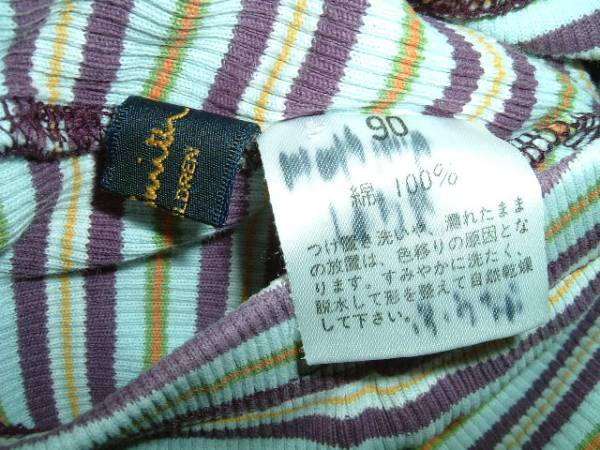 mith
LDREN
90
綿 100%
つけ置き洗いや、濡れたまま
の放置は、色移りの原因とな
ります。すみやかに洗たく、
脱水して形を整えて自然乾燥
して下さい。